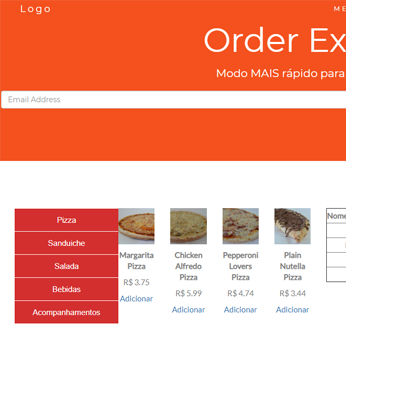 Logo
ME
Order Ex
Modo MAIS rápido para
Email Address
Pizza
Sanduiche
Salada
Bebidas
Acompanhamentos
Margarita
Pizza
R$ 3.75
Adicionar
Chicken
Alfredo
Pizza
R$ 5.99
Adicionar
Pepperoni
Lovers
Pizza
R$ 4.74
Adicionar
Plain
Nutella
Pizza
R$ 3.44
Adicionar
Nome